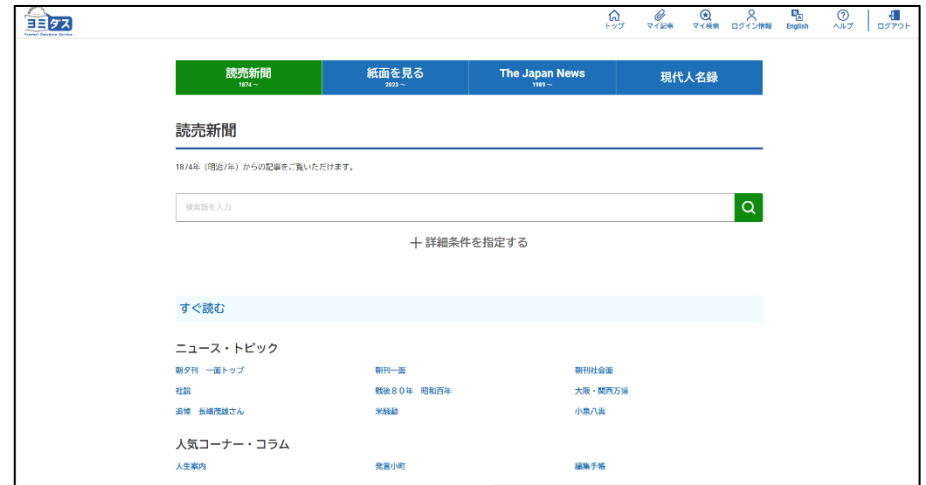 ヨミダス
Yomiuri Database Service
トップ マイ記事 マイ検索 ログイン情報 English ヘルプ ログアウト
読売新聞 紙面を見る The Japan News 現代人名録
1874 ~ 2023 ~ 1989 ~
読売新聞
1874年（明治7年）からの記事をご覧いただけます。
検索語を入力
＋ 詳細条件を指定する
すぐ読む
ニュース・トピック
朝夕刊 一面トップ 朝刊一面 朝刊社会面
社説 戦後８０年 昭和百年 大阪・関西万博
追悼 長嶋茂雄さん 米騒動 小泉八雲
人気コーナー・コラム
人生案内 発言小町 編集手帳